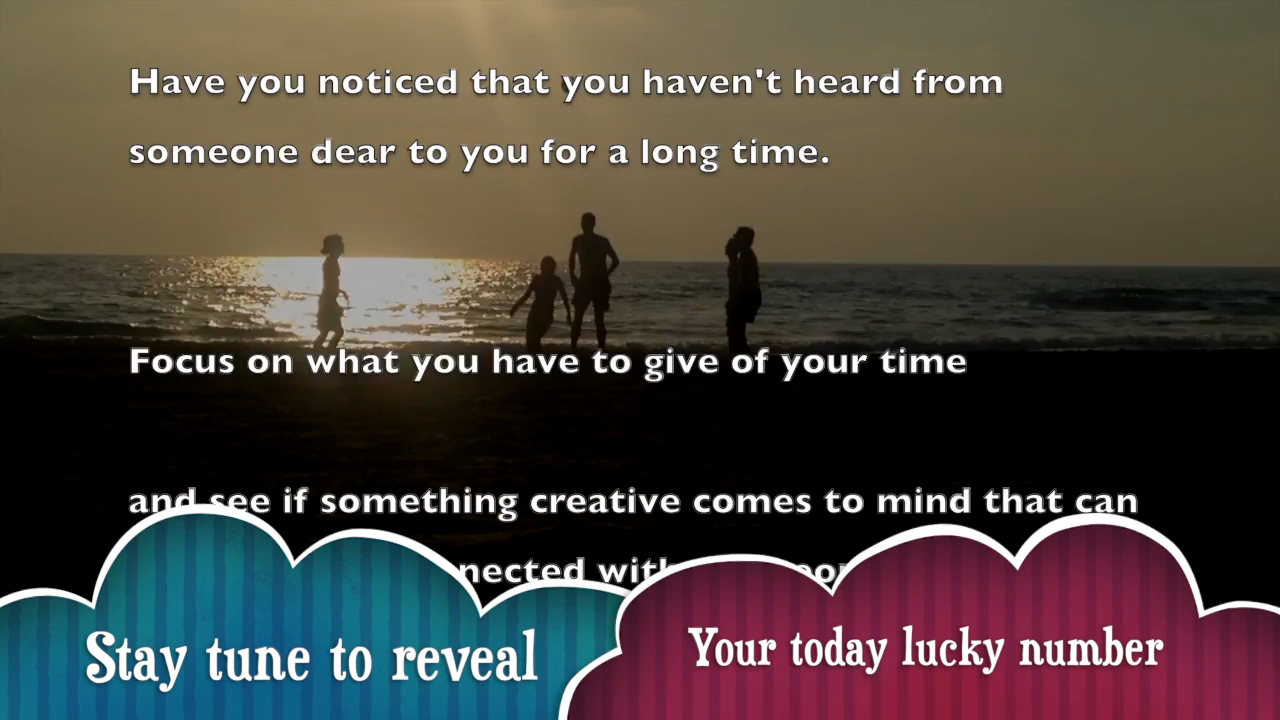 Have you noticed that you haven't heard from
someone dear to you for a long time.
Focus on what you have to give of your time
and see if something creative comes to mind that can
nected with
Stay tune to reveal
Your today lucky number